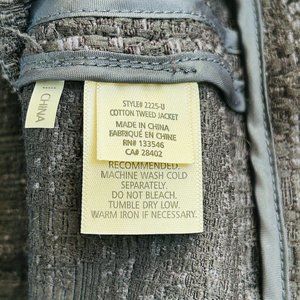 CHINA
STYLE# 2225-U
COTTON TWEED JACKET
MADE IN CHINA
FABRIQUÉ EN CHINE
RN# 133546
CA# 28402
RECOMMENDED.
MACHINE WASH COLD
SEPARATELY.
DO NOT BLEACH.
TUMBLE DRY LOW.
WARM IRON IF NECESSARY.